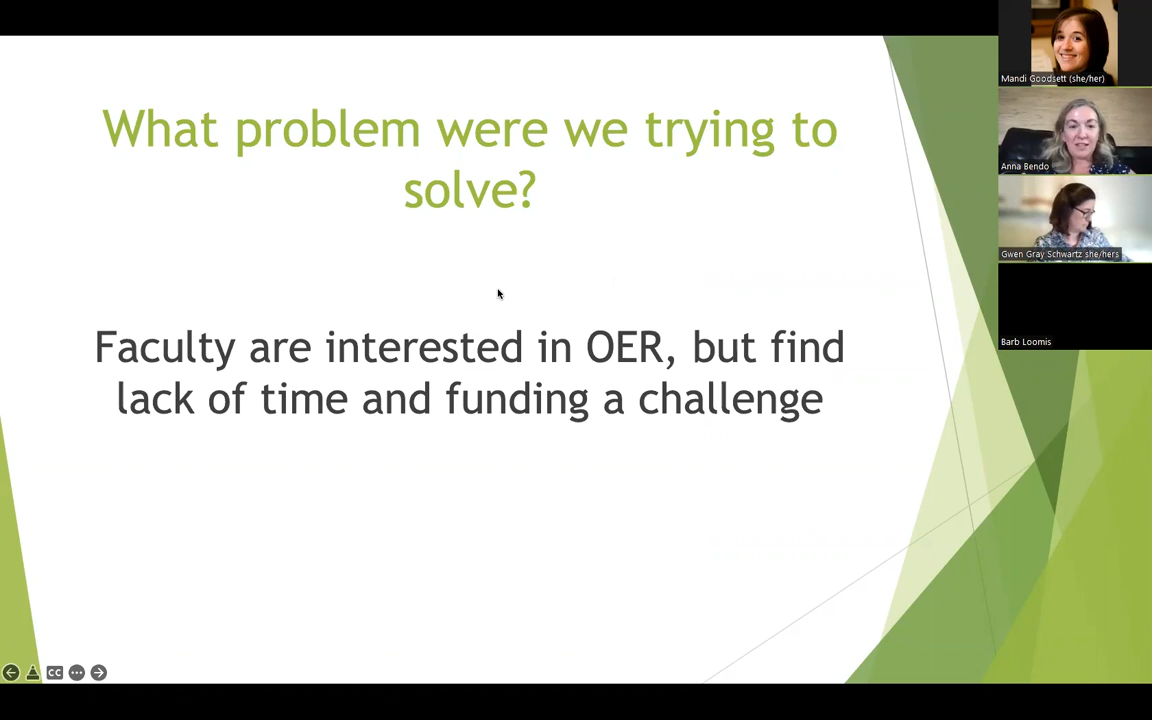 What problem were we trying to
solve?
Faculty are interested in OER, but find
lack of time and funding a challenge
Mandi Goodsett (she/her)
Anna Bendo
Gwen Gray Schwartz she/hers
Barb Loomis
CC